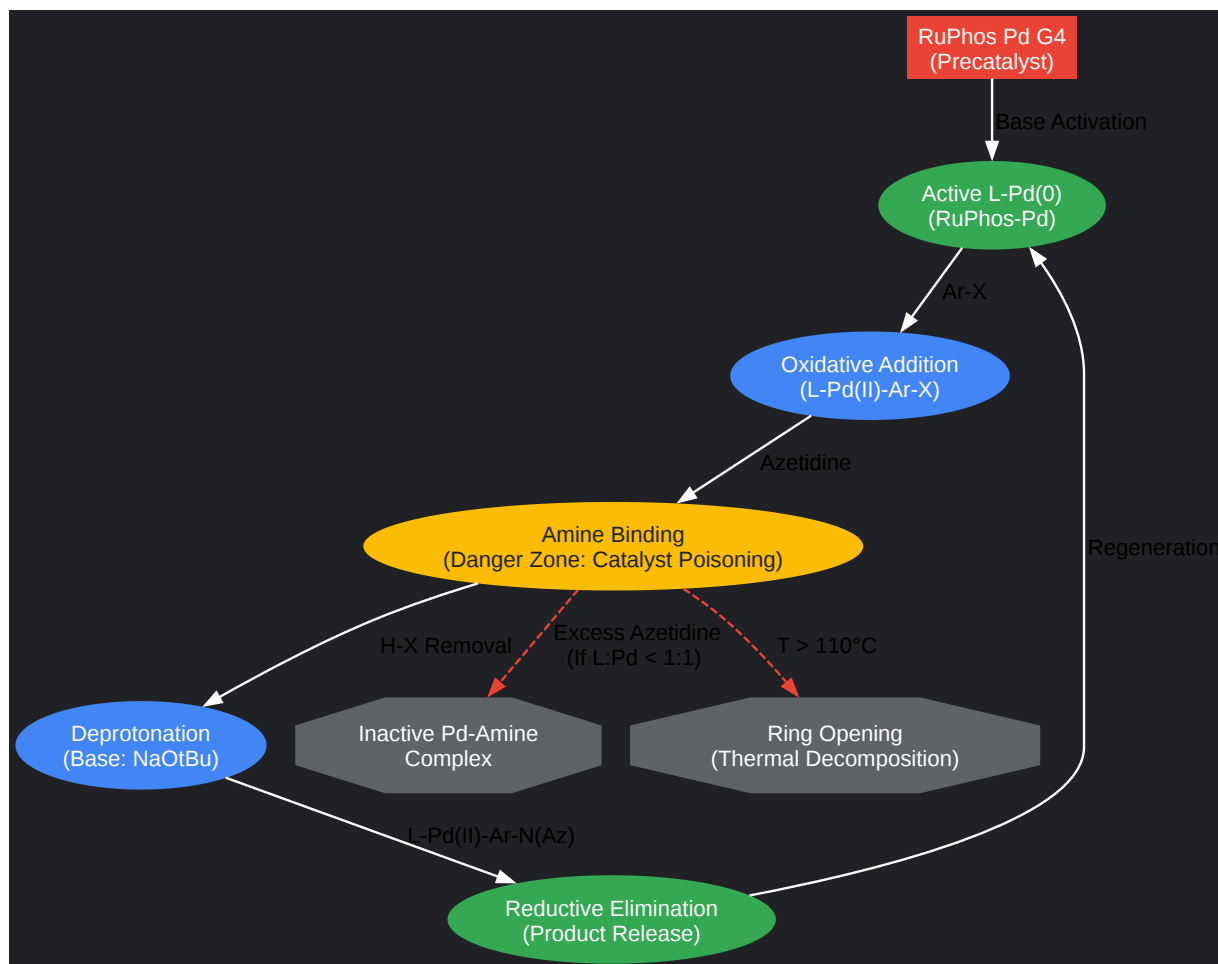 RuPhos Pd G4
(Precatalyst)
Base Activation
Active L-Pd(0)
(RuPhos-Pd)
Ar-X
Oxidative Addition
(L-Pd(II)-Ar-X)
Azetidine
Amine Binding
(Danger Zone: Catalyst Poisoning)
Regeneration
H-X Removal
Excess Azetidine
(If L:Pd < 1:1)
T > 110°C
Deprotonation
(Base: NaOtBu)
Inactive Pd-Amine
Complex
Ring Opening
(Thermal Decomposition)
L-Pd(II)-Ar-N(Az)
Reductive Elimination
(Product Release)